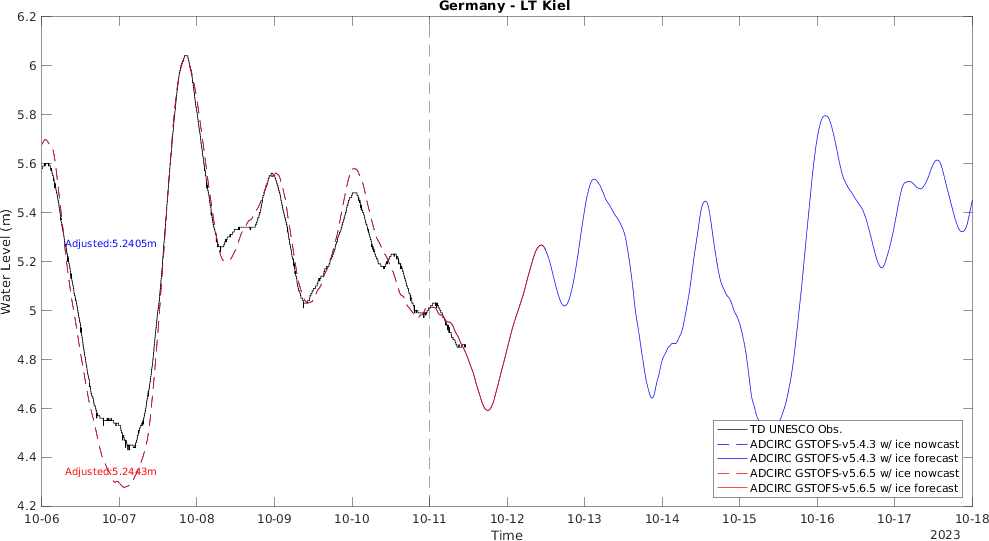 Germany - LT Kiel
6.2
6
5.8
5.6
5.4
5.2
5
4.8
4.6
4.4
4.2
Water Level (m)
Adjusted:5.2405m
Adjusted:5.2443m
TD UNESCO Obs.
ADCIRC GSTOFS-v5.4.3 w/ ice nowcast
ADCIRC GSTOFS-v5.4.3 w/ ice forecast
ADCIRC GSTOFS-v5.6.5 w/ ice nowcast
ADCIRC GSTOFS-v5.6.5 w/ ice forecast
10-06 10-07 10-08 10-09 10-10 10-11 10-12 10-13 10-14 10-15 10-16 10-17 10-18
Time
2023